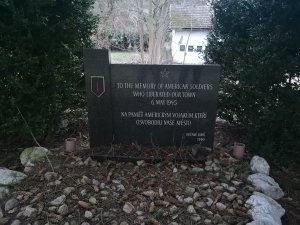 TO THE MEMORY OF AMERICAN SOLDIERS
WHO LIBERATED OUR TOWN
6. MAY 1945
NA PAMĚŤ AMERICKÝM VOJÁKŮM, KTEŘÍ
OSVOBODILI NAŠE MĚSTO
1990